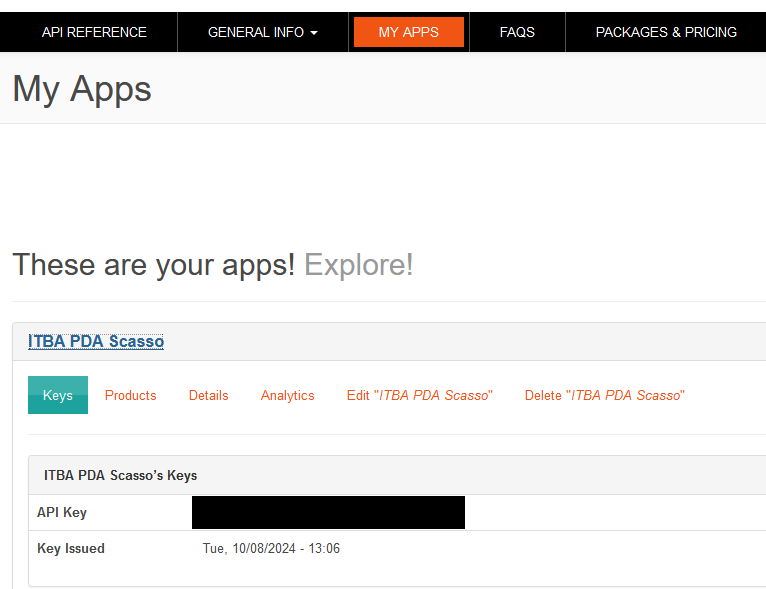 API REFERENCE GENERAL INFO MY APPS FAQS PACKAGES & PRICING
My Apps
These are your apps! Explore!
ITBA PDA Scasso
Keys Products Details Analytics Edit "ITBA PDA Scasso" Delete "ITBA PDA Scasso"
ITBA PDA Scasso's Keys
API Key
Key Issued Tue, 10/08/2024 - 13:06